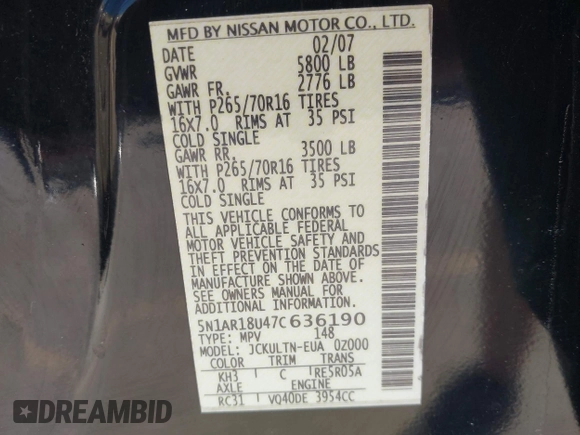 MFD BY NISSAN MOTOR CO., LTD.
DATE 02/07
GVWR 5800 LB
GAWR FR. 2776 LB
WITH P265/70R16 TIRES
16X7.0 RIMS AT 35 PSI
COLD SINGLE
GAWR RR. 3500 LB
WITH P265/70R16 TIRES
16X7.0 RIMS AT 35 PSI
COLD SINGLE
THIS VEHICLE CONFORMS TO
ALL APPLICABLE FEDERAL
MOTOR VEHICLE SAFETY AND
THEFT PREVENTION STANDARDS
IN EFFECT ON THE DATE OF
MANUFACTURE SHOWN ABOVE.
SEE OWNERS MANUAL FOR
ADDITIONAL INFORMATION.
5N1AR18U47C636190
TYPE: MPV 148
MODEL: JCKULTN-EUA 0Z000
COLOR TRIM TRANS
KH3 C RE5R05A
AXLE ENGINE
RC31 VQ40DE 3954CC
DREAMBID